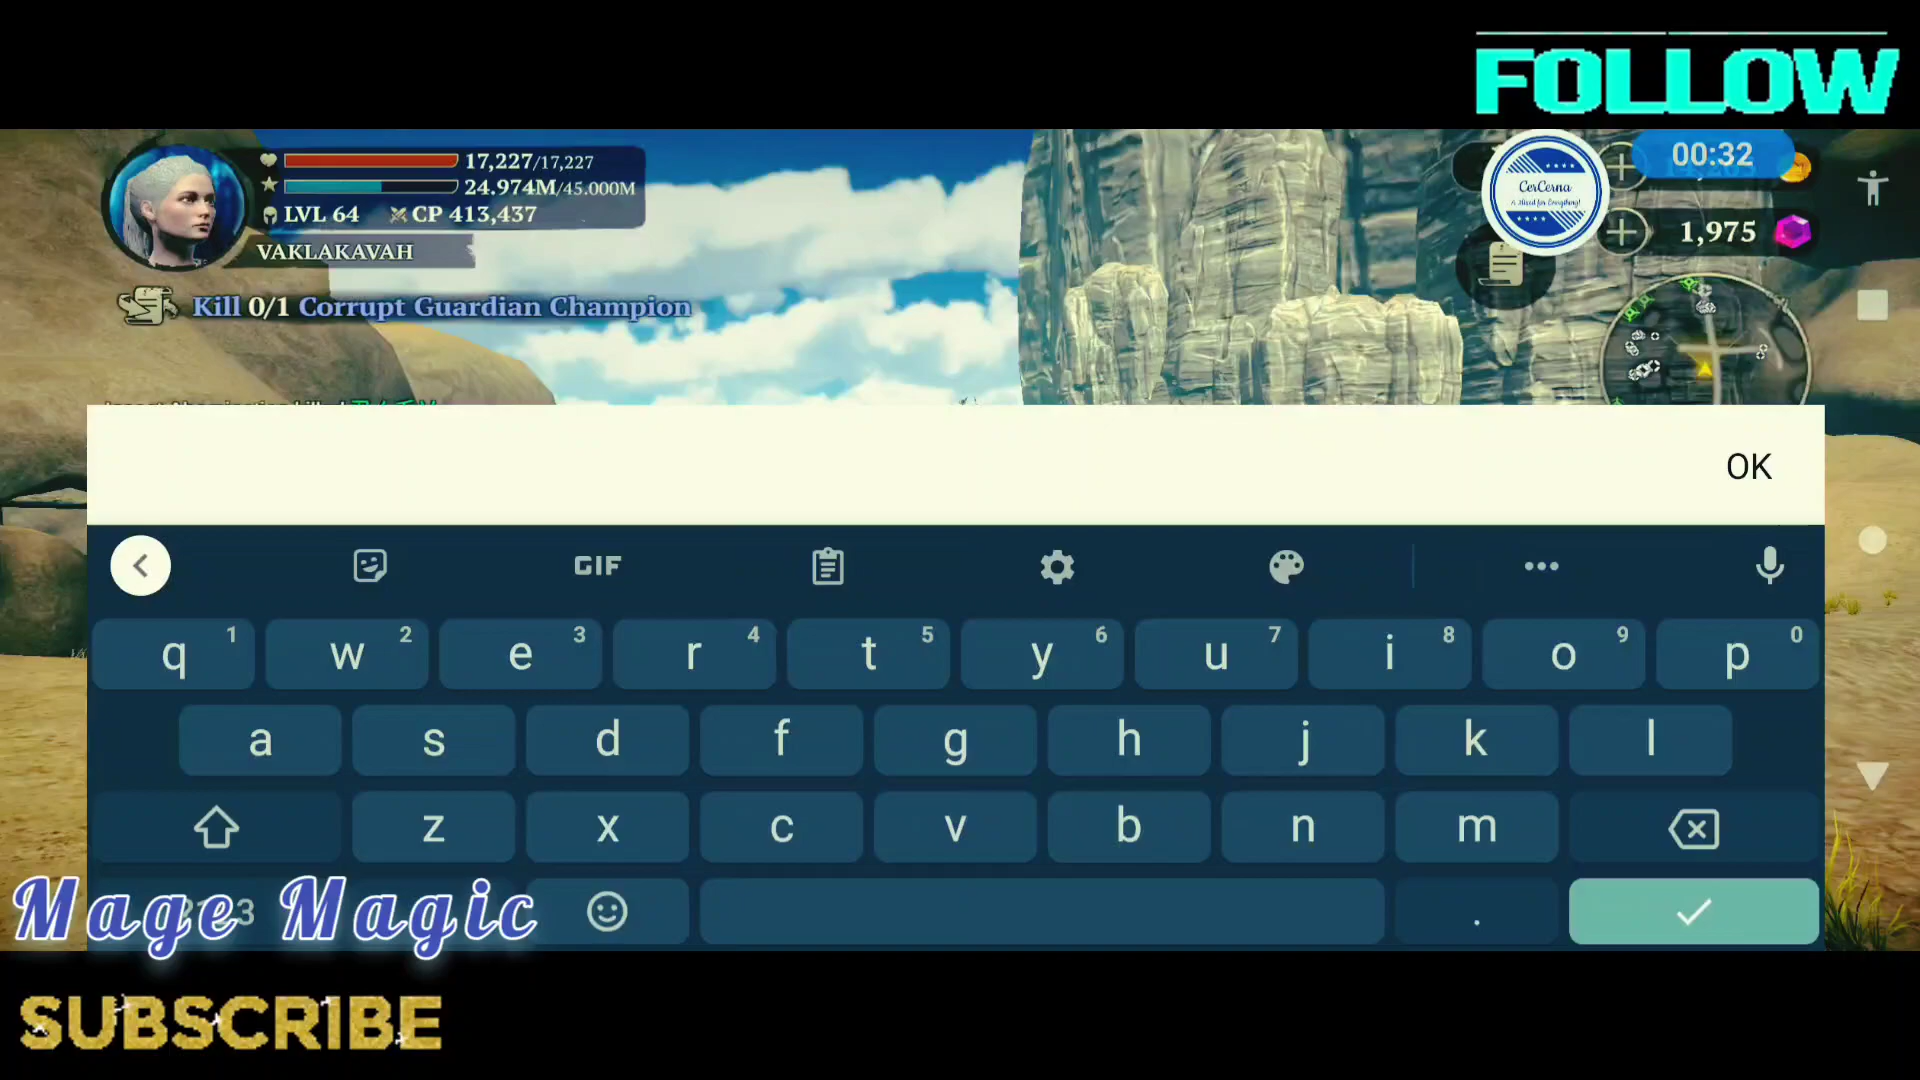 FOLLOW
17,227/17,227
00:32
24.974M/45.000M
CerCerna
LVL 64 CP 413,437
1,975
VAKLAKAVAH
Kill 0/1 Corrupt Guardian Champion
OK
GIF
q 1 w 2 e 3 r 4 t 5 y 6 u 7 i 8 o 9 p 0
a s d f g h j k l
z x c v b n m
.
Mage Magic
SUBSCRIBE